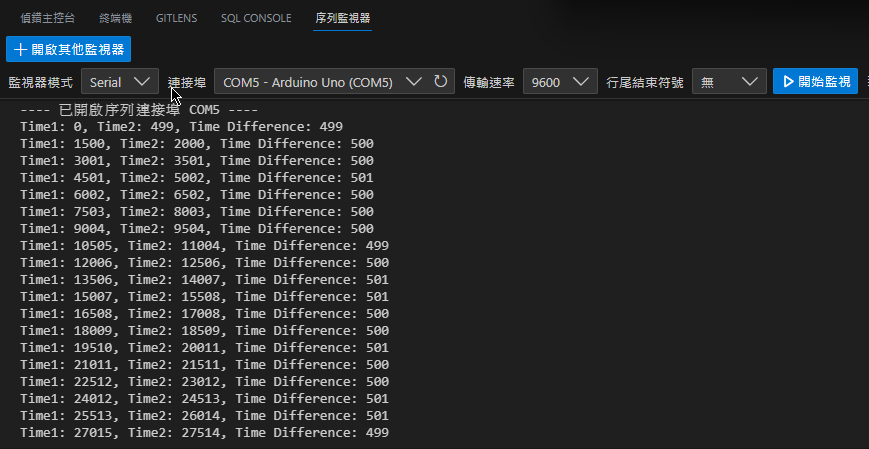 偵錯主控台 終端機 GITLENS SQL CONSOLE 序列監視器
開啟其他監視器
監視器模式 Serial 連接埠 COM5 - Arduino Uno (COM5) 傳輸速率 9600 行尾結束符號 無 開始監視
---- 已開啟序列連接埠 COM5 ----
Time1: 0, Time2: 499, Time Difference: 499
Time1: 1500, Time2: 2000, Time Difference: 500
Time1: 3001, Time2: 3501, Time Difference: 500
Time1: 4501, Time2: 5002, Time Difference: 501
Time1: 6002, Time2: 6502, Time Difference: 500
Time1: 7503, Time2: 8003, Time Difference: 500
Time1: 9004, Time2: 9504, Time Difference: 500
Time1: 10505, Time2: 11004, Time Difference: 499
Time1: 12006, Time2: 12506, Time Difference: 500
Time1: 13506, Time2: 14007, Time Difference: 501
Time1: 15007, Time2: 15508, Time Difference: 501
Time1: 16508, Time2: 17008, Time Difference: 500
Time1: 18009, Time2: 18509, Time Difference: 500
Time1: 19510, Time2: 20011, Time Difference: 501
Time1: 21011, Time2: 21511, Time Difference: 500
Time1: 22512, Time2: 23012, Time Difference: 500
Time1: 24012, Time2: 24513, Time Difference: 501
Time1: 25513, Time2: 26014, Time Difference: 501
Time1: 27015, Time2: 27514, Time Difference: 499